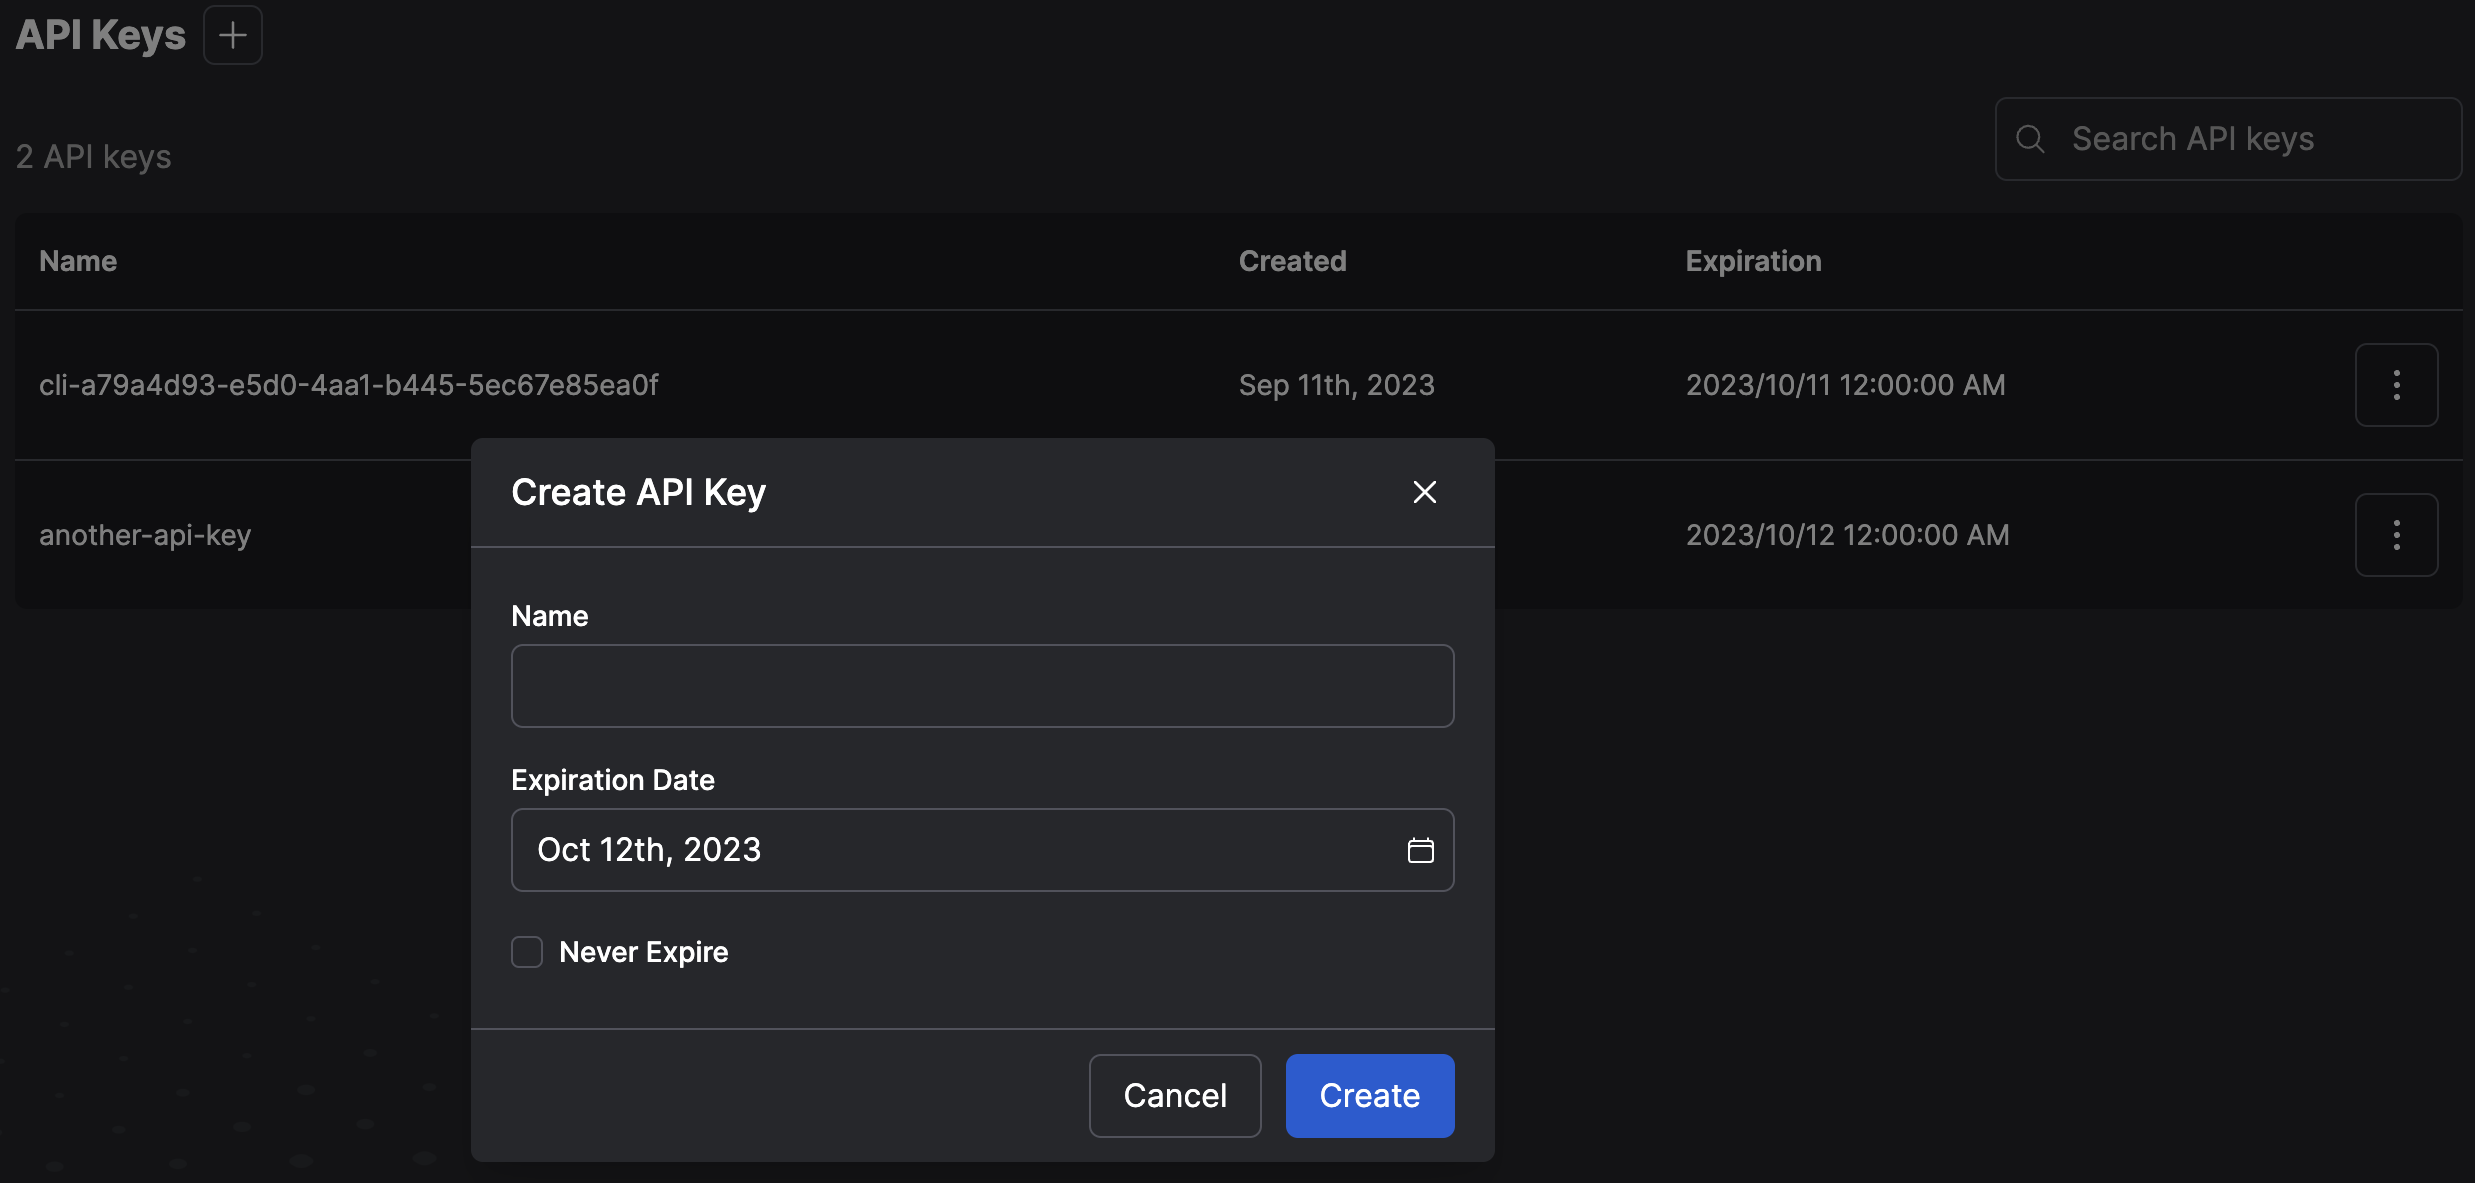 API Keys
2 API keys
Search API keys
Name Created Expiration
cli-a79a4d93-e5d0-4aa1-b445-5ec67e85ea0f Sep 11th, 2023 2023/10/11 12:00:00 AM
another-api-key 2023/10/12 12:00:00 AM
Create API Key
Name
Expiration Date
Oct 12th, 2023
Never Expire
Cancel Create